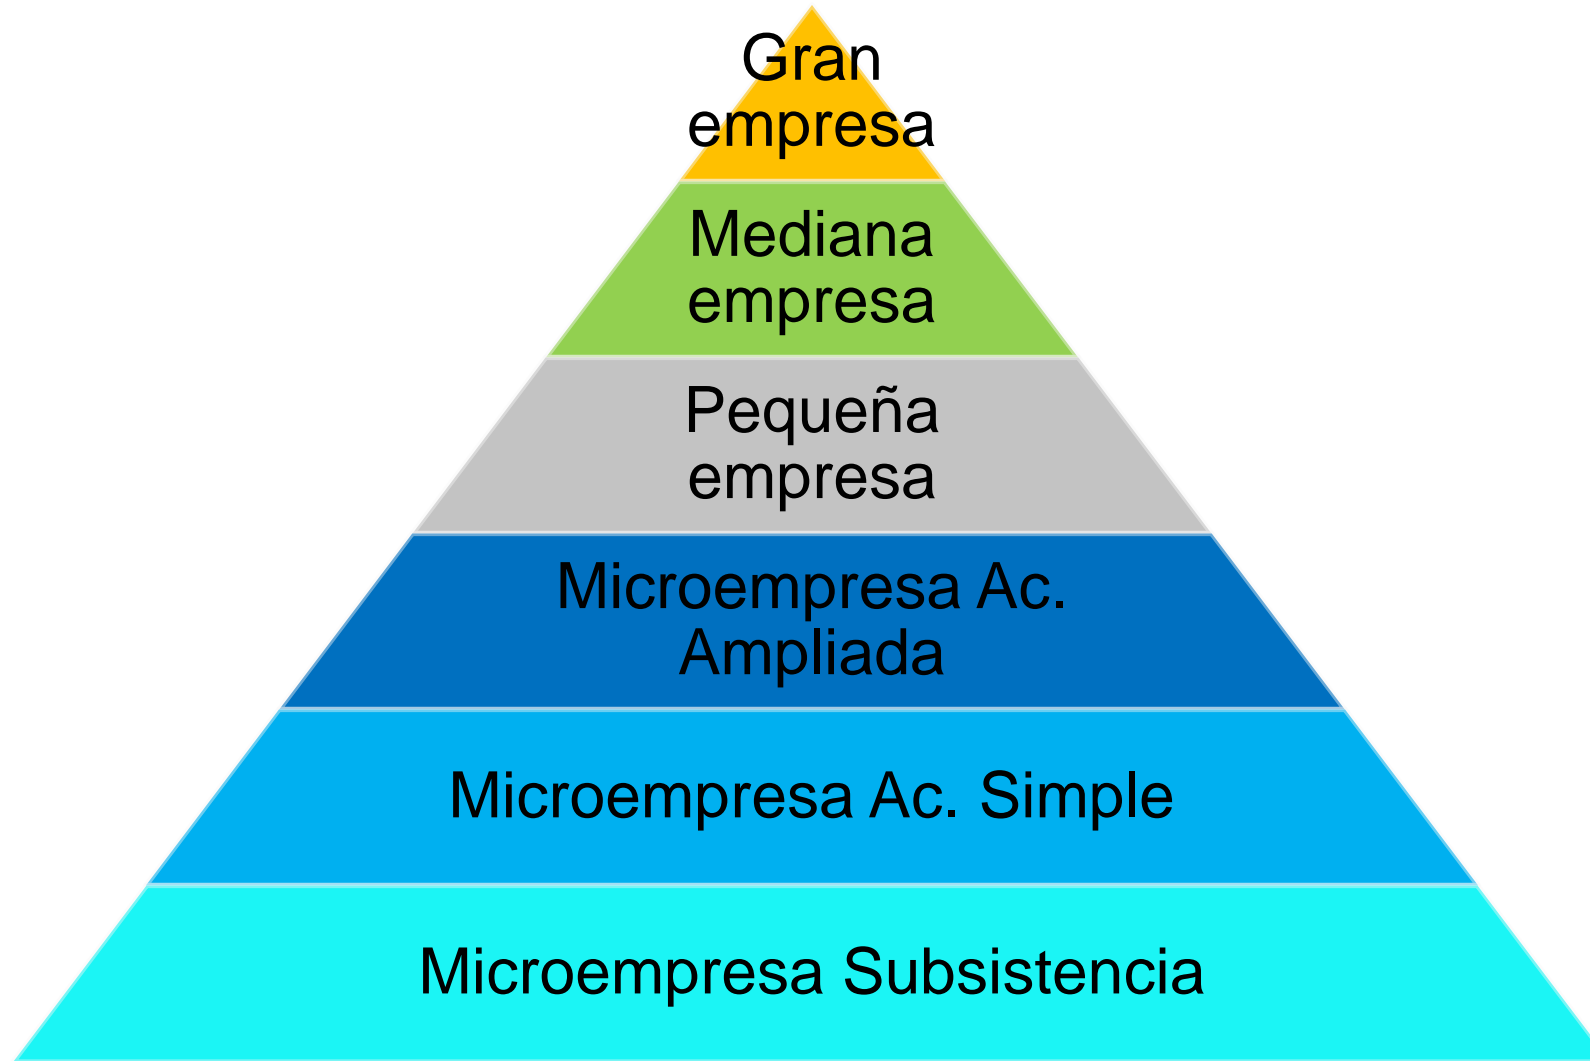 Gran
empresa
Mediana
empresa
Pequeña
empresa
Microempresa Ac.
Ampliada
Microempresa Ac. Simple
Microempresa Subsistencia